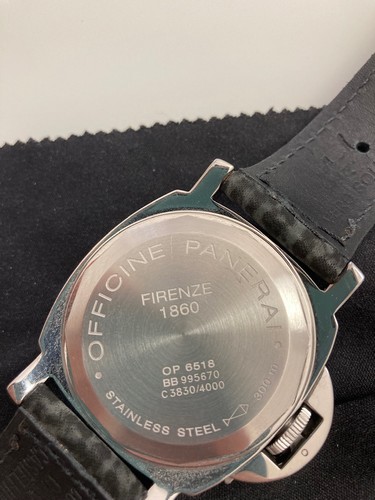 OFFICINE PANERAI
FIRENZE
1860
OP 6518
BB 995670
C3830/4000
STAINLESS STEEL
300 m